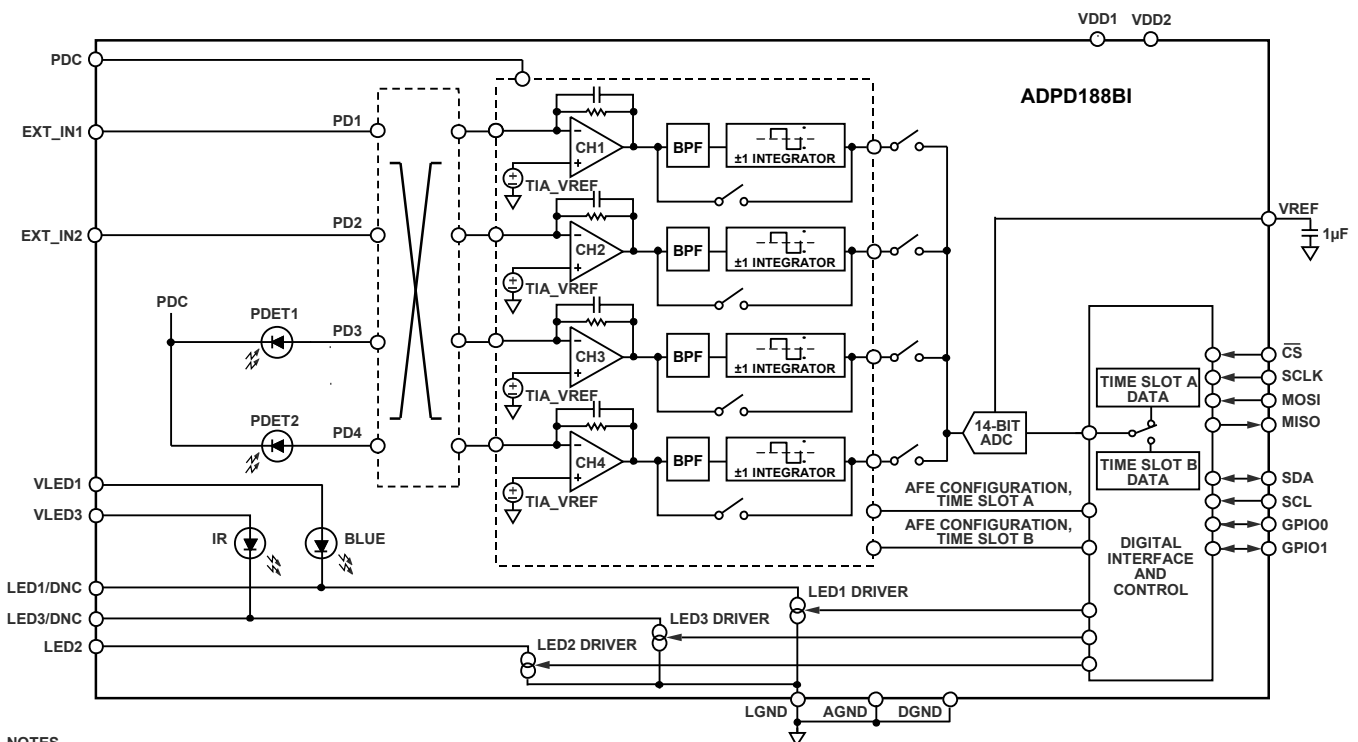 VDD1 VDD2
PDC
ADPD188BI
EXT_IN1
PD1
CH1
BPF
±1 INTEGRATOR
TIA_VREF
VREF
1µF
EXT_IN2
PD2
CH2
BPF
±1 INTEGRATOR
TIA_VREF
PDC
PDET1
PD3
CH3
BPF
±1 INTEGRATOR
TIA_VREF
PDET2
PD4
CH4
BPF
±1 INTEGRATOR
TIA_VREF
14-BIT
ADC
TIME SLOT A
DATA
TIME SLOT B
DATA
CS
SCLK
MOSI
MISO
SDA
SCL
GPIO0
GPIO1
AFE CONFIGURATION,
TIME SLOT A
AFE CONFIGURATION,
TIME SLOT B
DIGITAL
INTERFACE
AND
CONTROL
VLED1
VLED3
IR
BLUE
LED1/DNC
LED3/DNC
LED2
LED1 DRIVER
LED3 DRIVER
LED2 DRIVER
LGND AGND DGND
NOTES